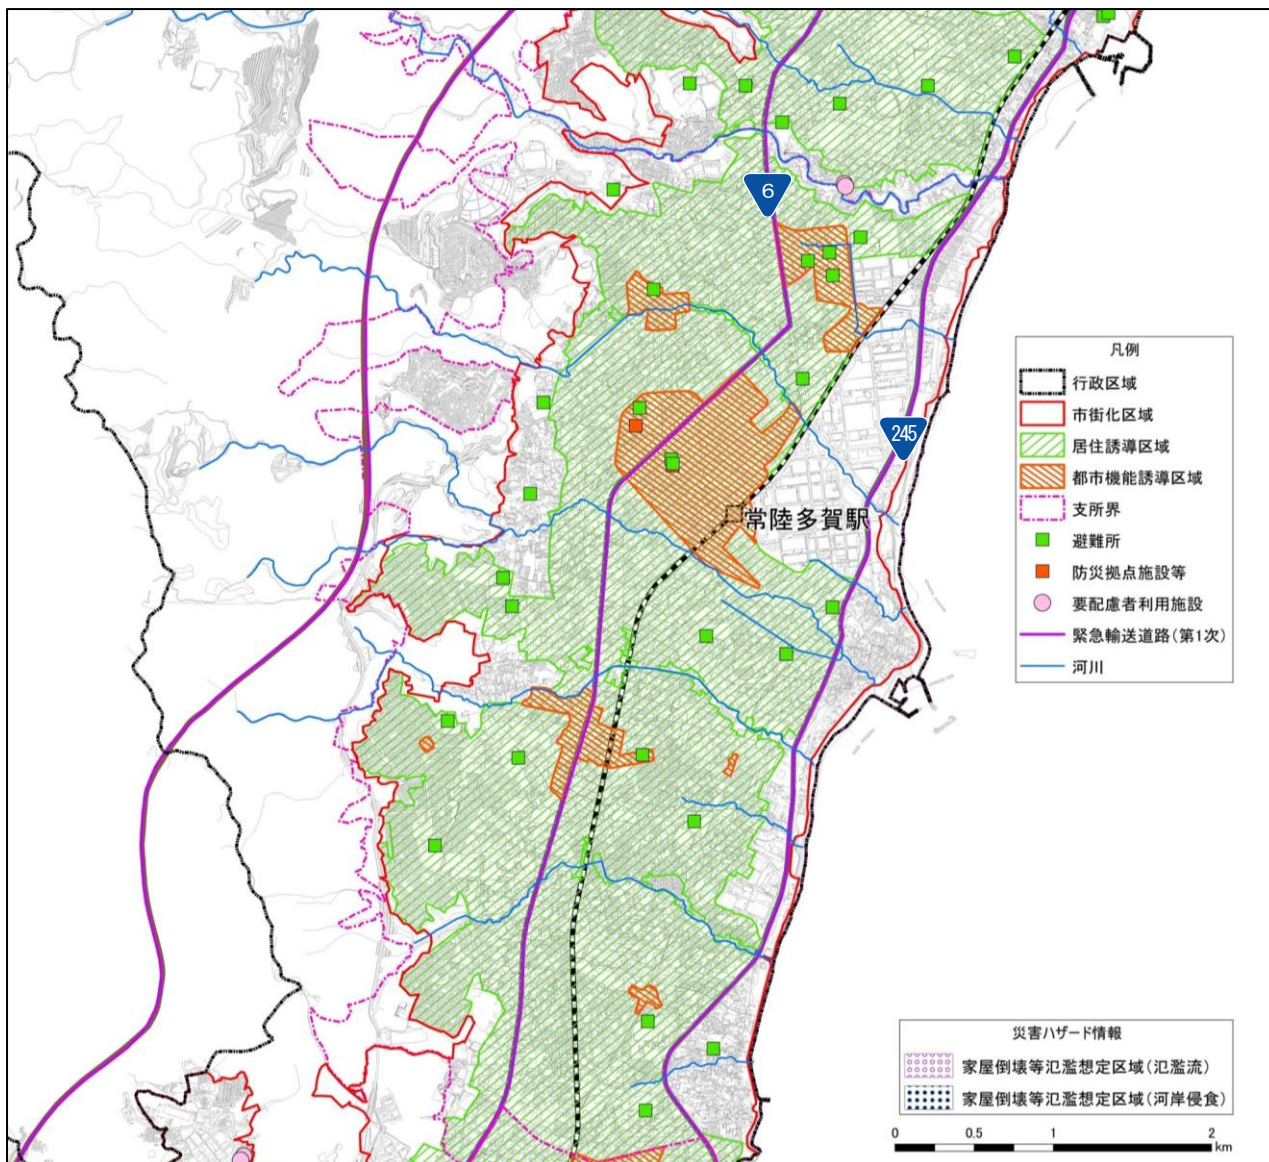 6
245
常陸多賀駅
凡例
行政区域
市街化区域
居住誘導区域
都市機能誘導区域
支所界
避難所
防災拠点施設等
要配慮者利用施設
緊急輸送道路(第1次)
河川
災害ハザード情報
家屋倒壊等氾濫想定区域(氾濫流)
家屋倒壊等氾濫想定区域(河岸侵食)
0 0.5 1 2
km